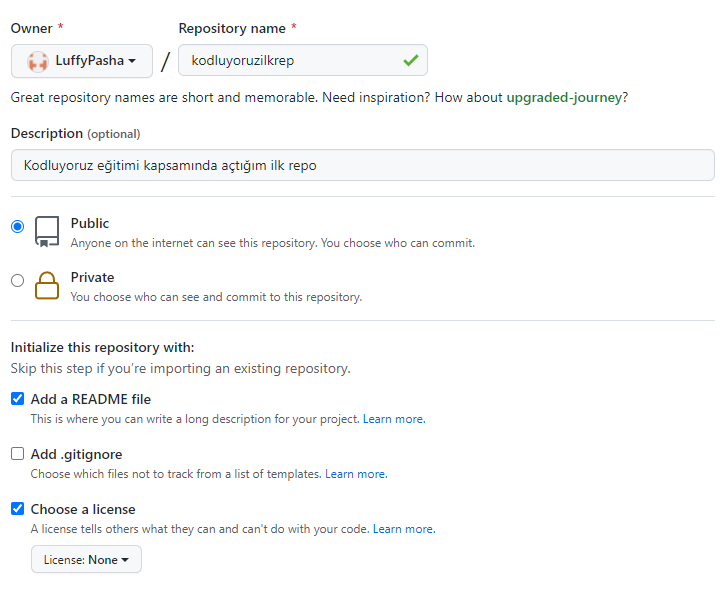 Owner *
Repository name *
LuffyPasha
/
kodluyoruzilkrep
Great repository names are short and memorable. Need inspiration? How about upgraded-journey?
Description (optional)
Kodluyoruz eğitimi kapsamında açtığım ilk repo
Public
Anyone on the internet can see this repository. You choose who can commit.
Private
You choose who can see and commit to this repository.
Initialize this repository with:
Skip this step if you're importing an existing repository.
Add a README file
This is where you can write a long description for your project. Learn more.
Add .gitignore
Choose which files not to track from a list of templates. Learn more.
Choose a license
A license tells others what they can and can't do with your code. Learn more.
License: None